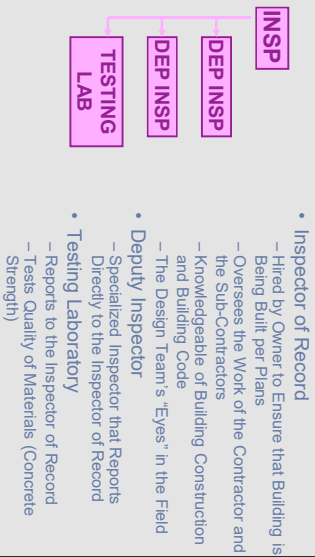 INSP
DEP INSP
DEP INSP
TESTING
LAB
• Inspector of Record
– Hired by Owner to Ensure that Building is
Being Built per Plans
– Oversees the Work of the Contractor and
the Sub-Contractors
– Knowledgeable of Building Construction
and Building Code
– The Design Team's "Eyes" in the Field
• Deputy Inspector
– Specialized Inspector that Reports
Directly to the Inspector of Record
• Testing Laboratory
– Reports to the Inspector of Record
– Tests Quality of Materials (Concrete
Strength)